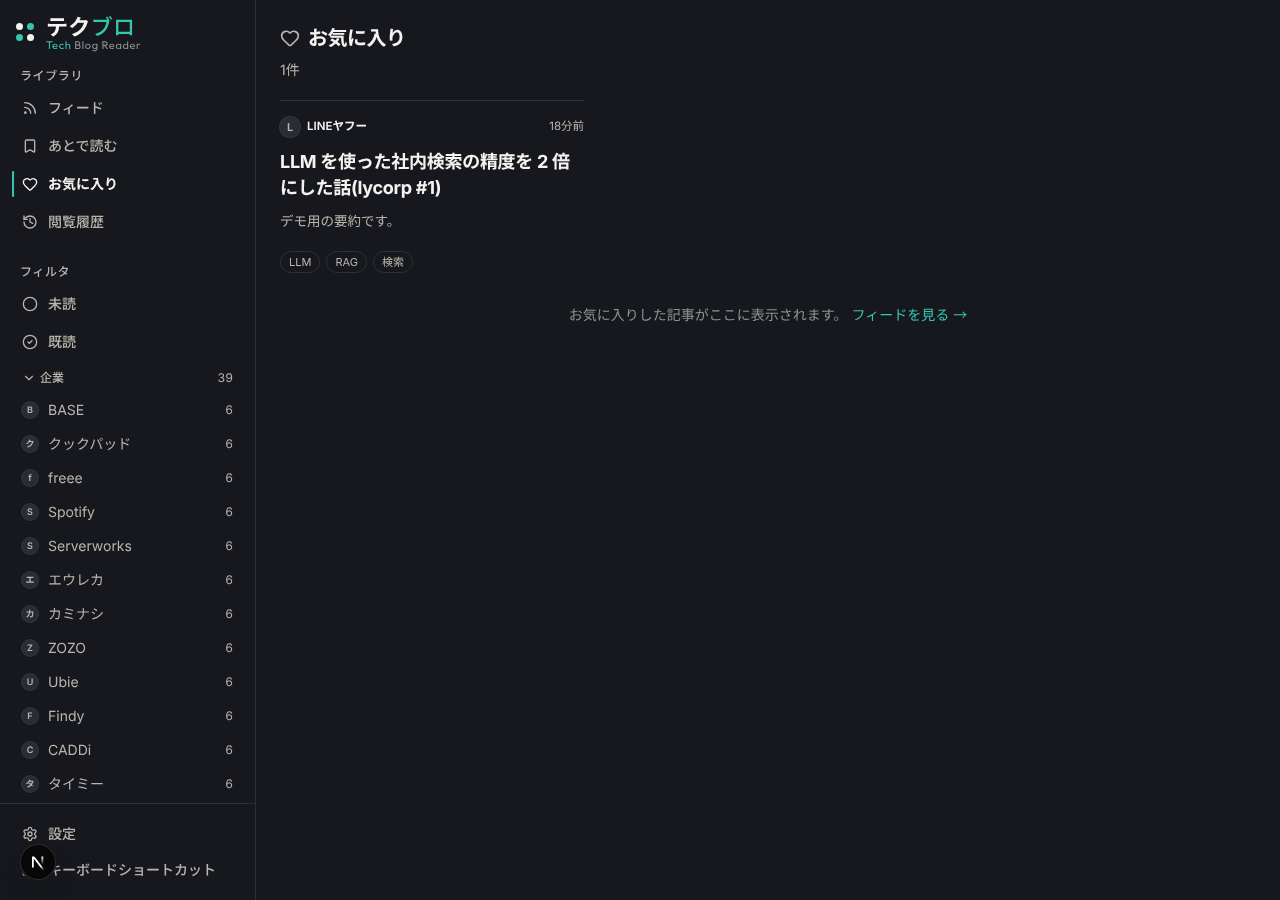 テクブロ
Tech Blog Reader
ライブラリ
フィード
あとで読む
お気に入り
閲覧履歴
フィルタ
未読
既読
企業 39
B BASE 6
ク クックパッド 6
f freee 6
S Spotify 6
S Serverworks 6
エ エウレカ 6
カ カミナシ 6
Z ZOZO 6
U Ubie 6
F Findy 6
C CADDi 6
タ タイミー 6
設定
N キーボードショートカット
お気に入り
1件
L LINEヤフー 18分前
LLM を使った社内検索の精度を 2 倍
にした話(lycorp #1)
デモ用の要約です。
LLM RAG 検索
お気に入りした記事がここに表示されます。 フィードを見る →